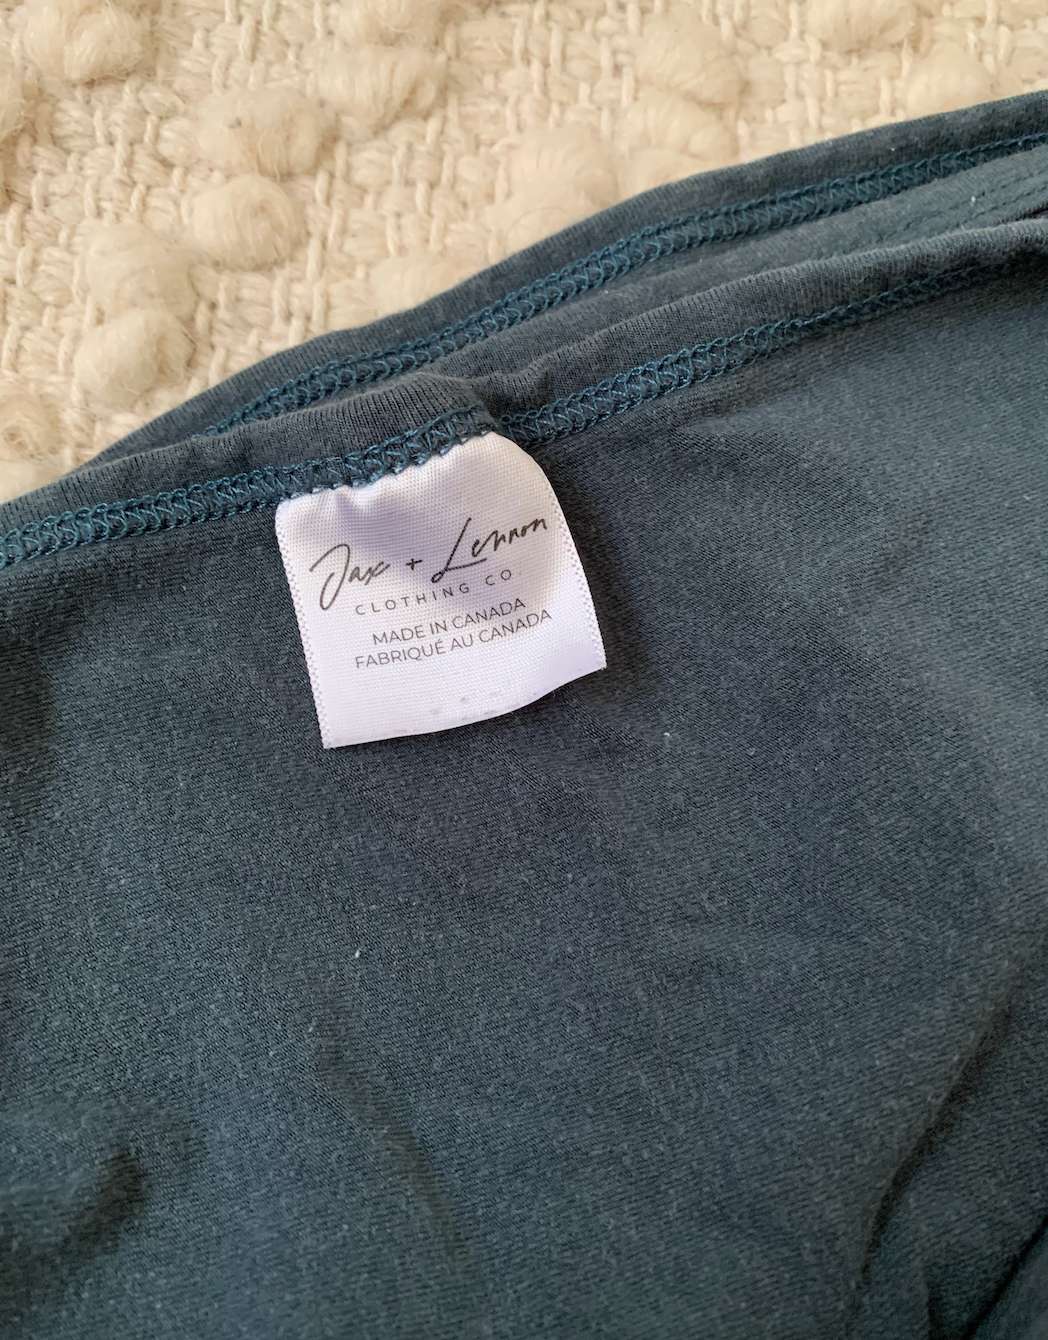 Jax + Lennon
CLOTHING CO.
MADE IN CANADA
FABRIQUÉ AU CANADA